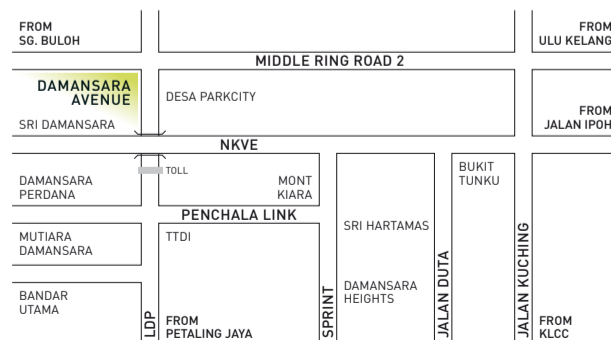 FROM
SG. BULOH
FROM
ULU KELANG
MIDDLE RING ROAD 2
DAMANSARA
AVENUE
DESA PARKCITY
SRI DAMANSARA
FROM
JALAN IPOH
NKVE
TOLL
DAMANSARA
PERDANA
MONT
KIARA
BUKIT
TUNKU
PENCHALA LINK
MUTIARA
DAMANSARA
TTDI
SRI HARTAMAS
BANDAR
UTAMA
DAMANSARA
HEIGHTS
LDP
FROM
PETALING JAYA
SPRINT
JALAN DUTA
JALAN KUCHING
FROM
KLCC